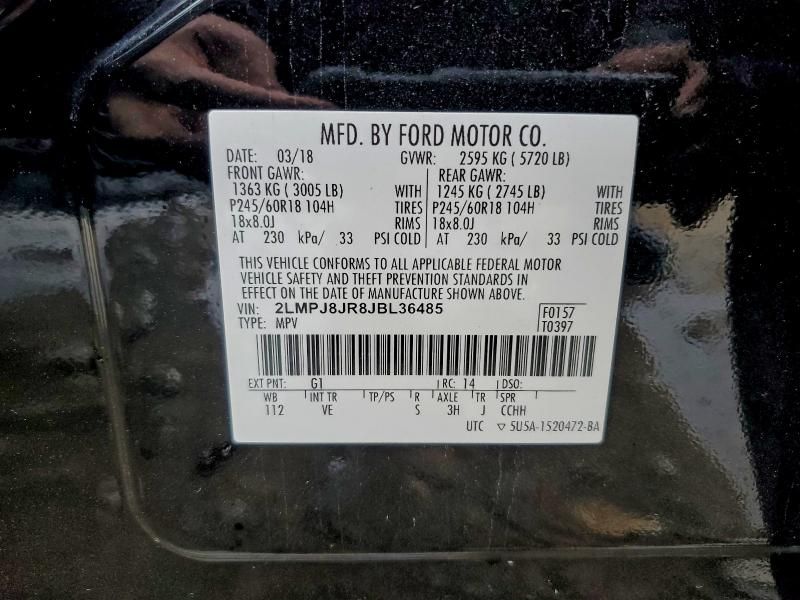 MFD. BY FORD MOTOR CO.
DATE: 03/18 GVWR: 2595 KG ( 5720 LB)
FRONT GAWR: REAR GAWR:
1363 KG ( 3005 LB) WITH 1245 KG ( 2745 LB) WITH
P245/60R18 104H TIRES P245/60R18 104H TIRES
18x8.0J RIMS 18x8.0J RIMS
AT 230 kPa/ 33 PSI COLD AT 230 kPa/ 33 PSI COLD
THIS VEHICLE CONFORMS TO ALL APPLICABLE FEDERAL MOTOR
VEHICLE SAFETY AND THEFT PREVENTION STANDARDS IN
EFFECT ON THE DATE OF MANUFACTURE SHOWN ABOVE.
VIN: 2LMPJ8JR8JBL36485 F0157
TYPE: MPV T0397
EXT PNT: G1 RC: 14 DSO:
WB INT TR TP/PS R AXLE TR SPR
112 VE S 3H J CCHH
UTC ▽ 5U5A-1520472-BA